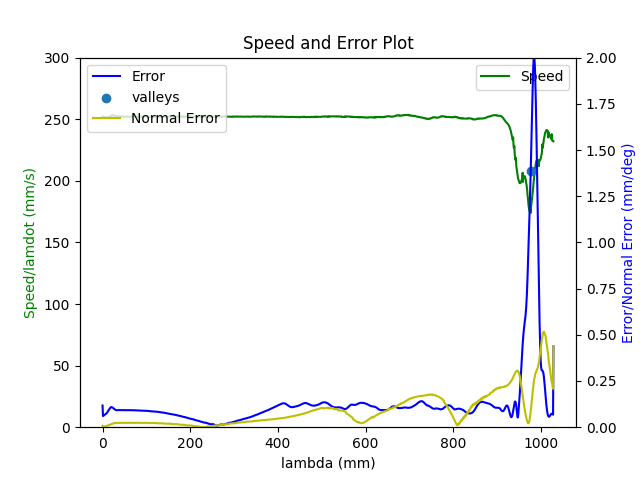 Speed and Error Plot
Error
valleys
Normal Error
Speed
300
250
200
150
100
50
0
2.00
1.75
1.50
1.25
1.00
0.75
0.50
0.25
0.00
Speed/lamdot (mm/s)
Error/Normal Error (mm/deg)
0
200
400
600
800
1000
lambda (mm)